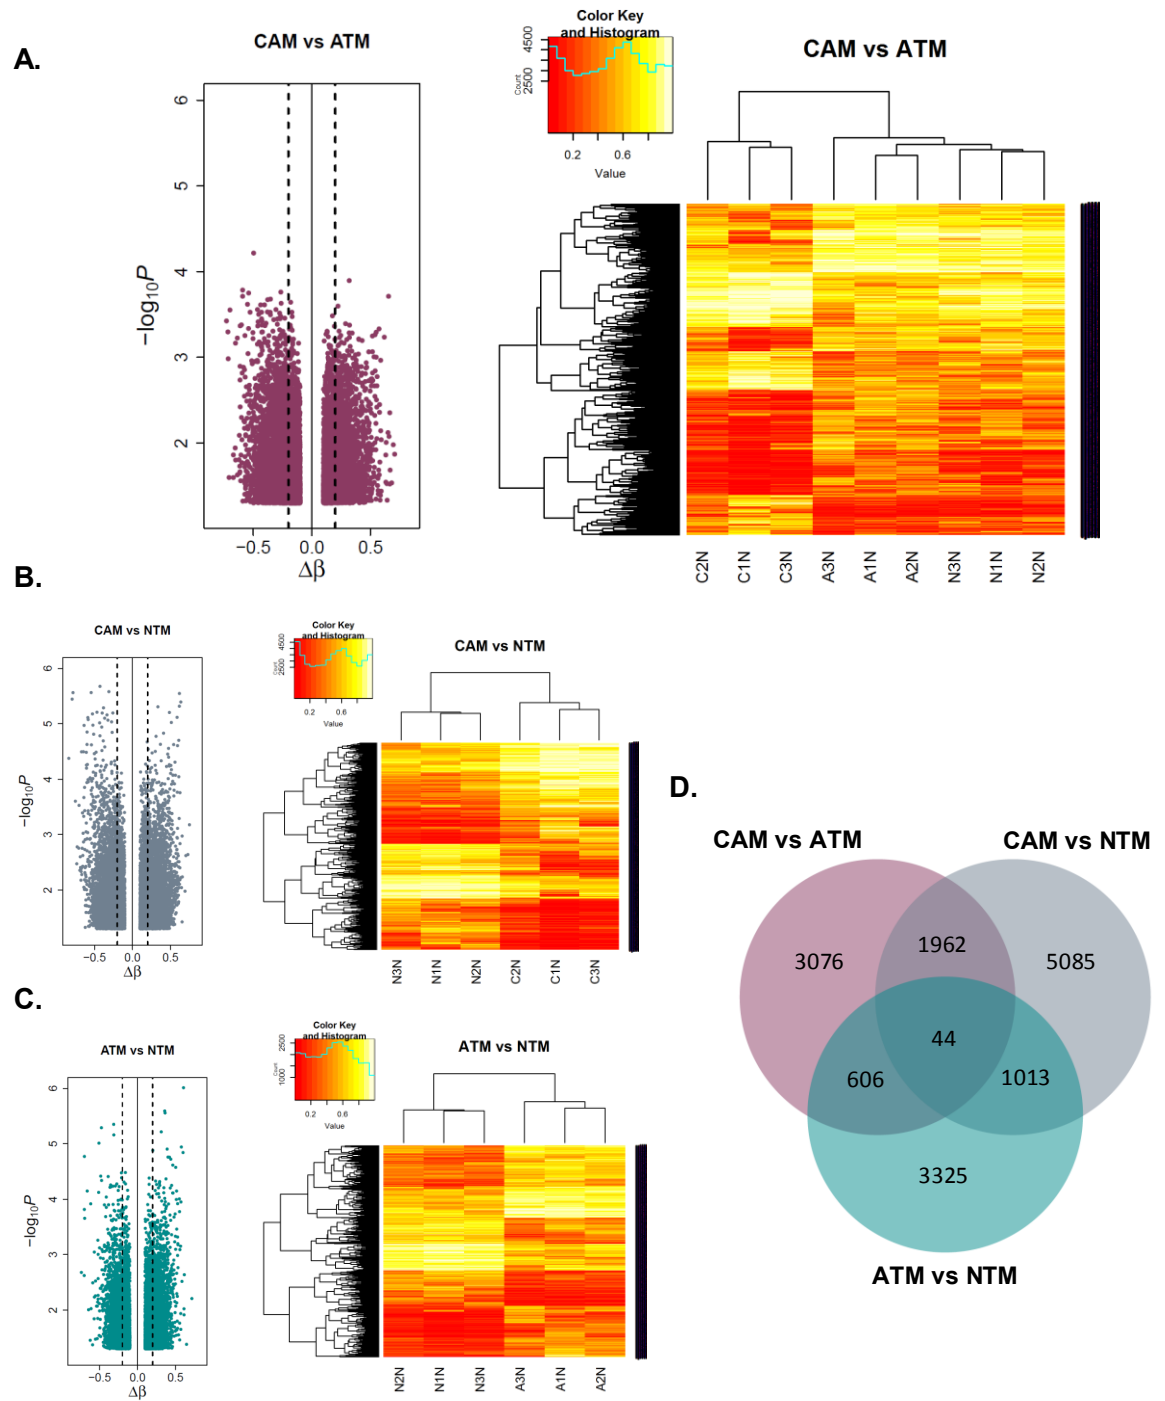 A.
CAM vs ATM
−log10P
6
5
4
3
2
−0.5 0.0 0.5
Δβ
Color Key
and Histogram
Count
4500
2500
0.2 0.6
Value
CAM vs ATM
C2N C1N C3N A3N A1N A2N N3N N1N N2N
B.
CAM vs NTM
−log10P
6
5
4
3
2
−0.5 0.0 0.5
Δβ
Color Key
and Histogram
Count
4500
2500
0.2 0.6
Value
CAM vs NTM
N3N N1N N2N C2N C1N C3N
C.
ATM vs NTM
−log10P
6
5
4
3
2
−0.5 0.0 0.5
Δβ
Color Key
and Histogram
Count
2500
1000
0.2 0.6
Value
ATM vs NTM
N2N N1N N3N A3N A1N A2N
D.
CAM vs ATM CAM vs NTM
1962
3076 5085
44
606 1013
3325
ATM vs NTM